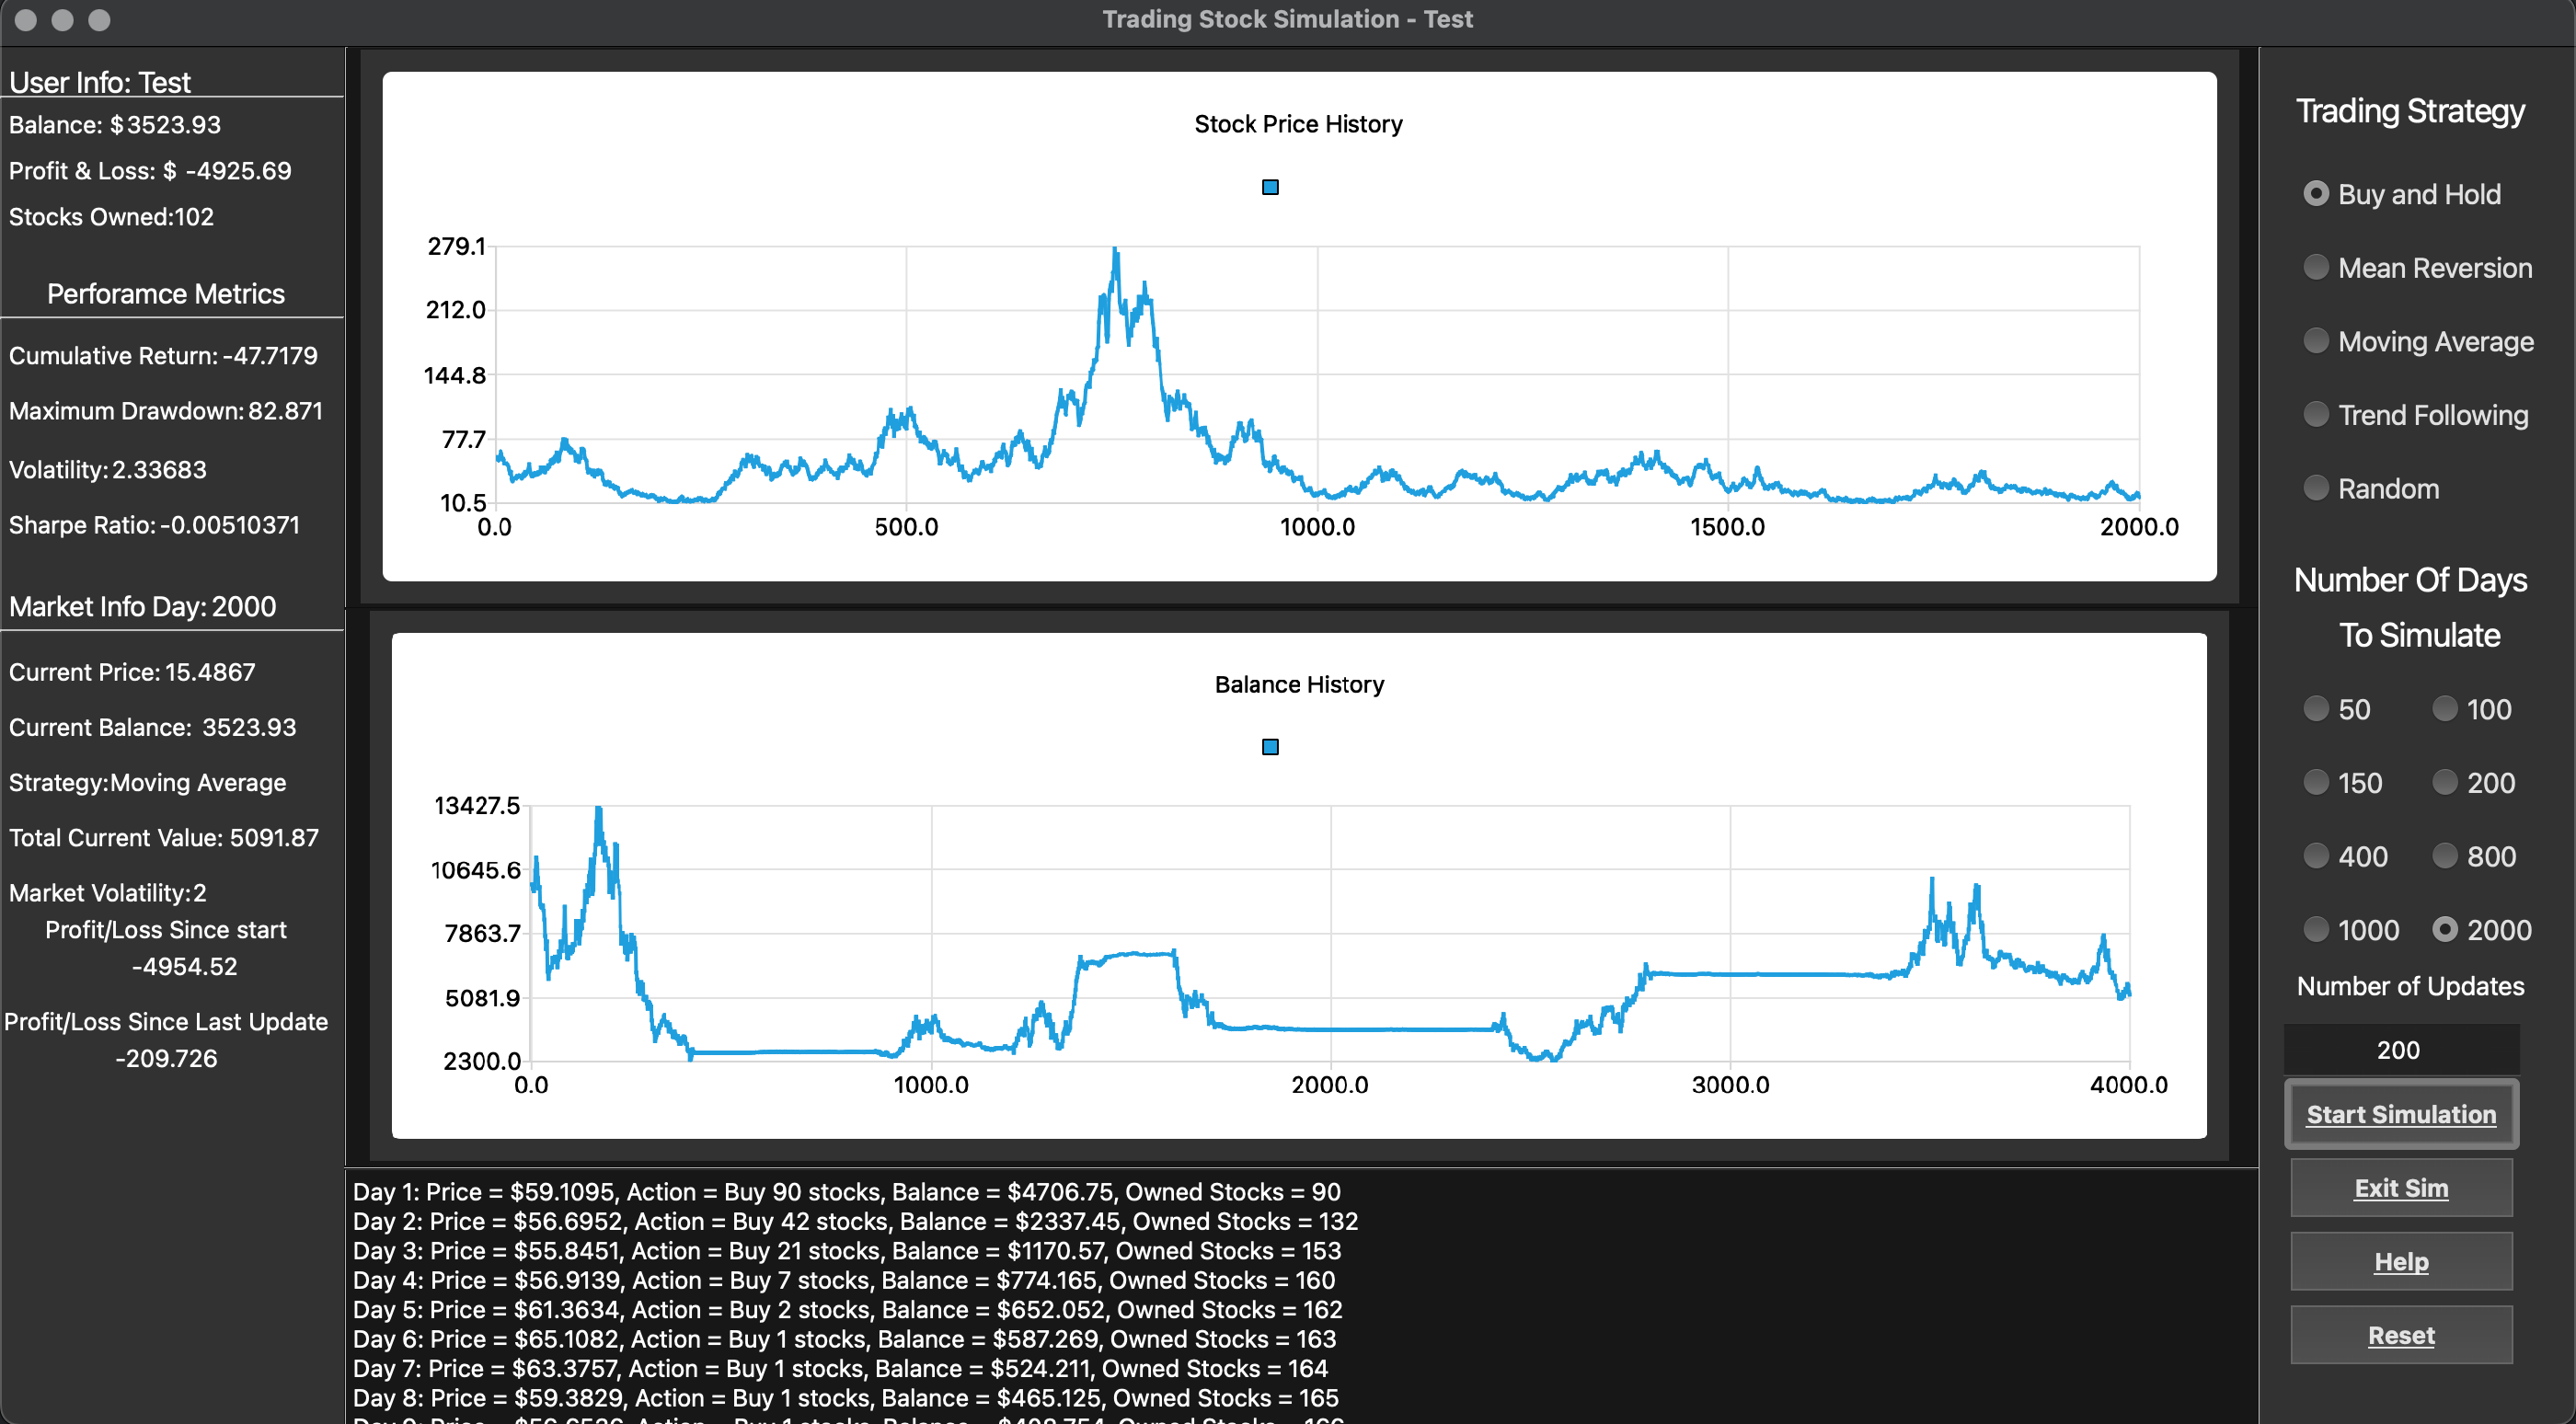 Trading Stock Simulation - Test
User Info: Test
Balance: $3523.93
Profit & Loss: $ -4925.69
Stocks Owned:102
Perforamce Metrics
Cumulative Return: -47.7179
Maximum Drawdown: 82.871
Volatility: 2.33683
Sharpe Ratio: -0.00510371
Market Info Day: 2000
Current Price: 15.4867
Current Balance: 3523.93
Strategy:Moving Average
Total Current Value: 5091.87
Market Volatility:2
Profit/Loss Since start
-4954.52
Profit/Loss Since Last Update
-209.726
Stock Price History
279.1
212.0
144.8
77.7
10.5
0.0 500.0 1000.0 1500.0 2000.0
Balance History
13427.5
10645.6
7863.7
5081.9
2300.0
0.0 1000.0 2000.0 3000.0 4000.0
Day 1: Price = $59.1095, Action = Buy 90 stocks, Balance = $4706.75, Owned Stocks = 90
Day 2: Price = $56.6952, Action = Buy 42 stocks, Balance = $2337.45, Owned Stocks = 132
Day 3: Price = $55.8451, Action = Buy 21 stocks, Balance = $1170.57, Owned Stocks = 153
Day 4: Price = $56.9139, Action = Buy 7 stocks, Balance = $774.165, Owned Stocks = 160
Day 5: Price = $61.3634, Action = Buy 2 stocks, Balance = $652.052, Owned Stocks = 162
Day 6: Price = $65.1082, Action = Buy 1 stocks, Balance = $587.269, Owned Stocks = 163
Day 7: Price = $63.3757, Action = Buy 1 stocks, Balance = $524.211, Owned Stocks = 164
Day 8: Price = $59.3829, Action = Buy 1 stocks, Balance = $465.125, Owned Stocks = 165
Trading Strategy
Buy and Hold
Mean Reversion
Moving Average
Trend Following
Random
Number Of Days
To Simulate
50 100
150 200
400 800
1000 2000
Number of Updates
200
Start Simulation
Exit Sim
Help
Reset